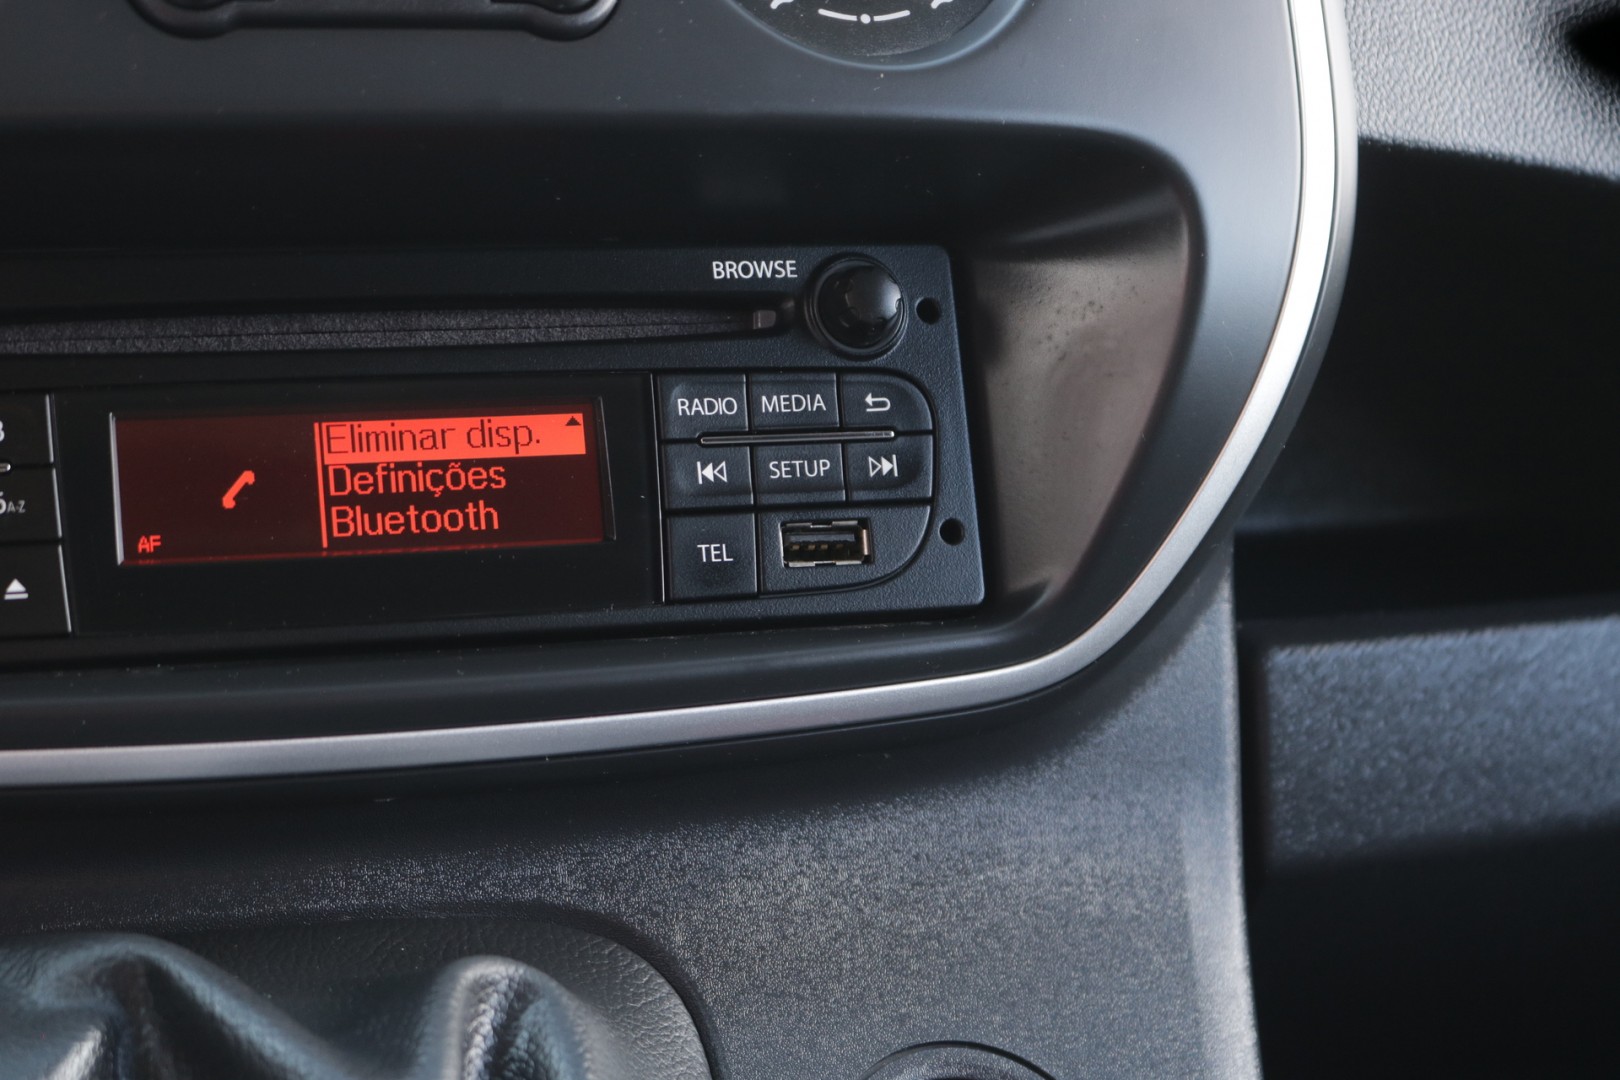 BROWSE
RADIO
MEDIA
Eliminar disp.
Definições
Bluetooth
AF
SETUP
TEL
A-Z